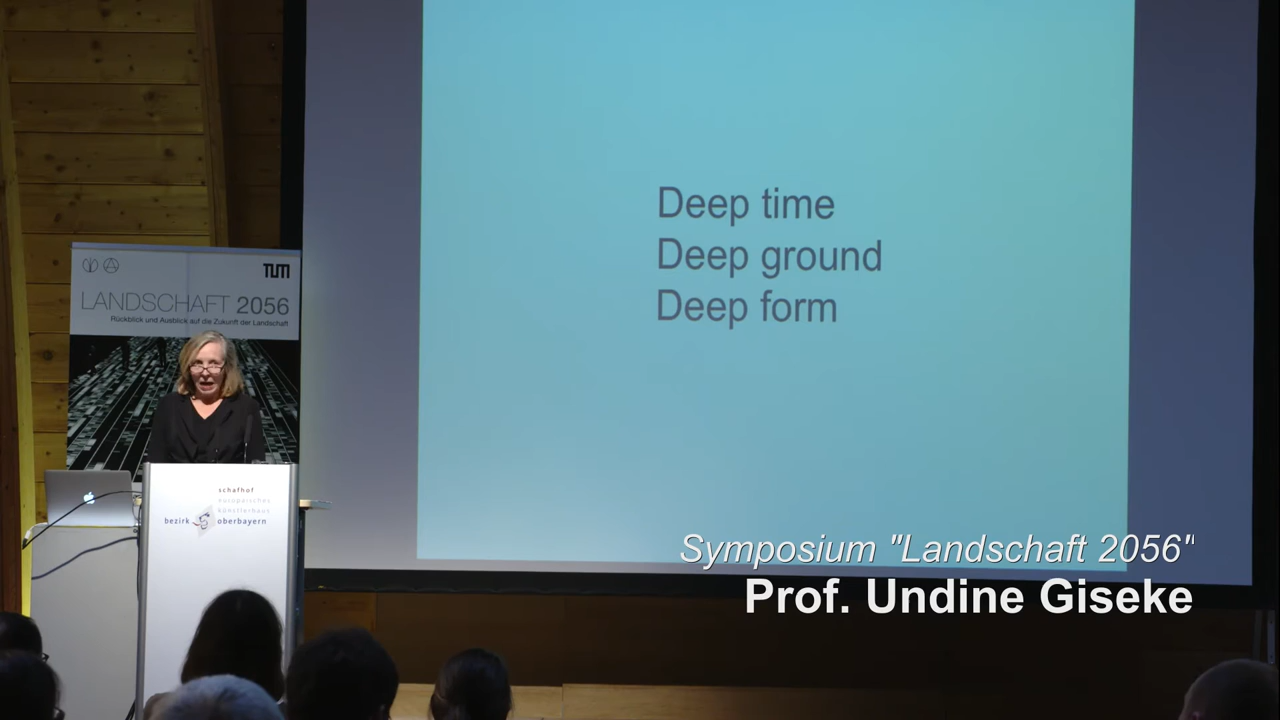 Deep time
Deep ground
Deep form
TUM
LANDSCHAFT 2056
Rückblick und Ausblick auf die Zukunft der Landschaft
schafhof
europäisches
künstlerhaus
bezirk oberbayern
Symposium "Landschaft 2056"
Prof. Undine Giseke